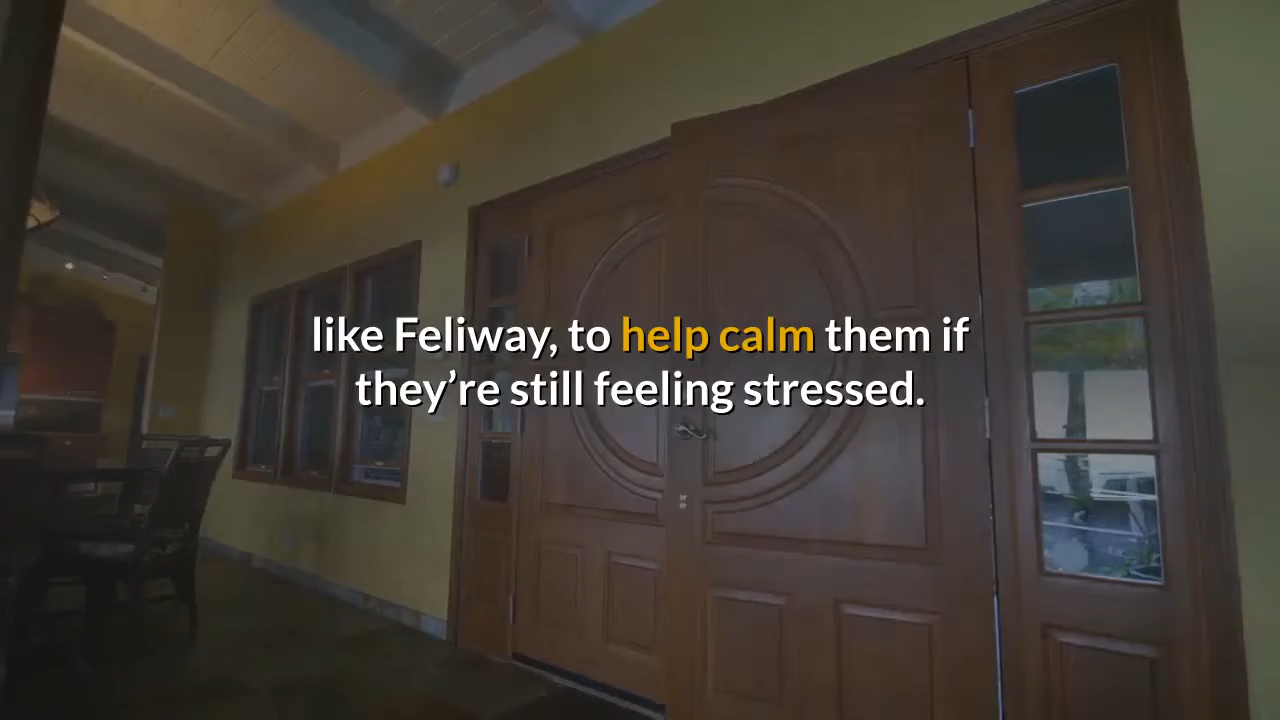 like Feliway, to help calm them if
they’re still feeling stressed.